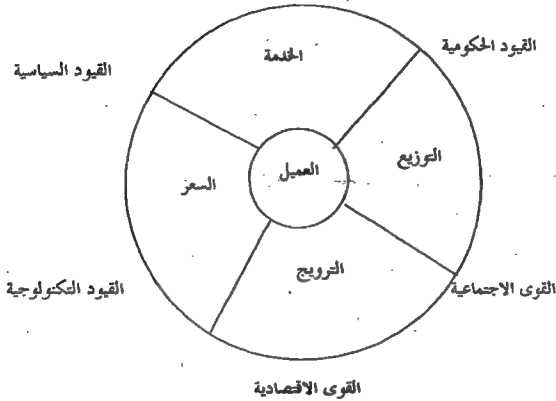 القيود الحكومية
الخدمة
القيود السياسية
التوزيع
العميل
السعر
الترويج
القوى الاجتماعية
القيود التكنولوجية
القوى الاقتصادية